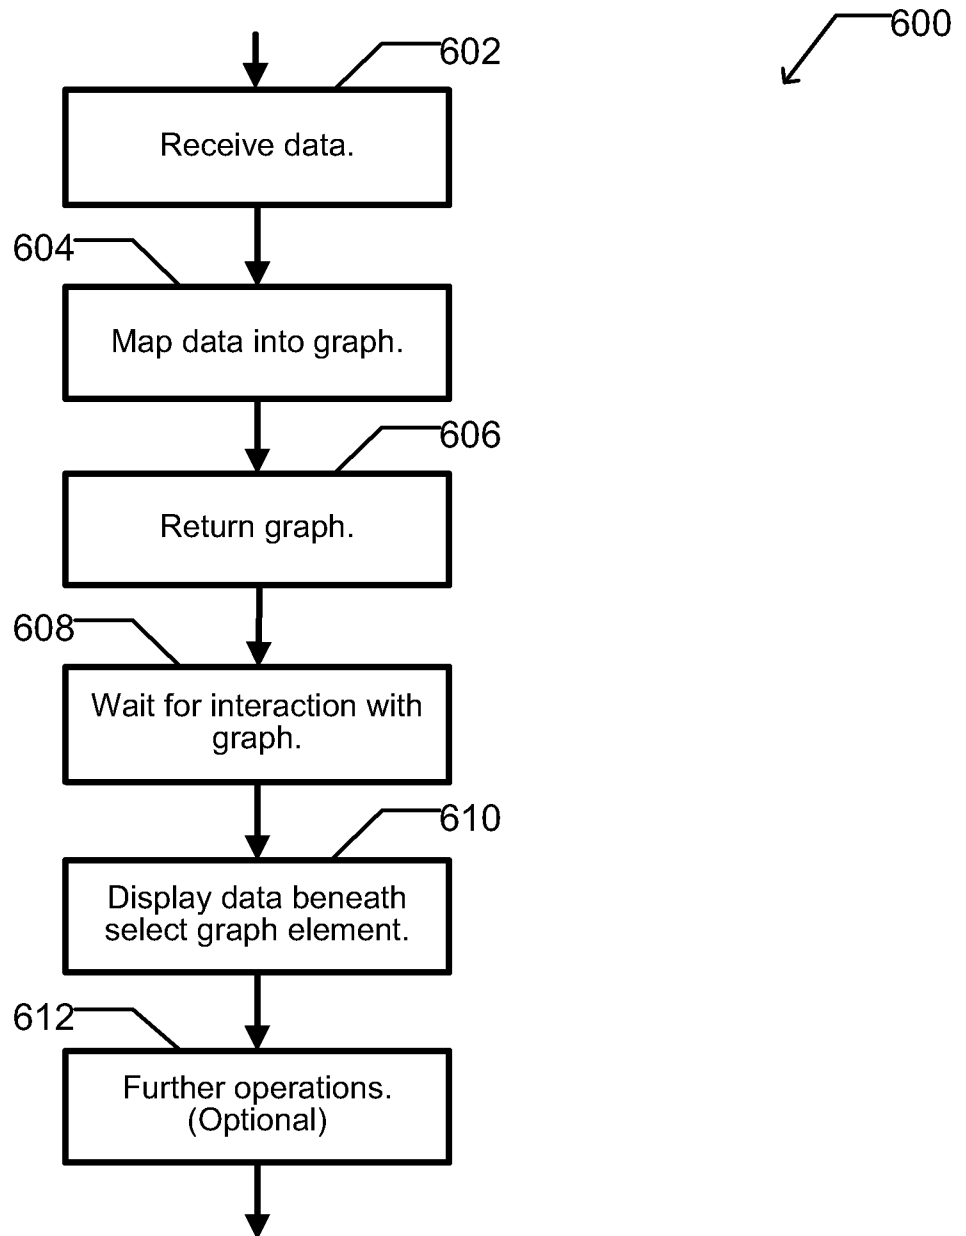 600
602
Receive data.
604
Map data into graph.
606
Return graph.
608
Wait for interaction with
graph.
610
Display data beneath
select graph element.
612
Further operations.
(Optional)